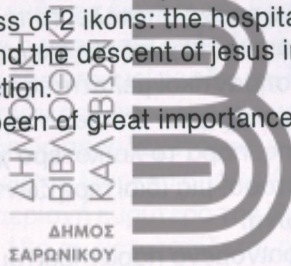 ss of 2 ikons: the hospita
nd the descent of jesus i
ction.
been of great importance
ΔΗΜΟΤΙΚΗ
ΒΙΒΛΙΟΘΗΚΗ
ΚΑΛΥΒΙΩΝ
ΔΗΜΟΣ
ΣΑΡΩΝΙΚΟΥ